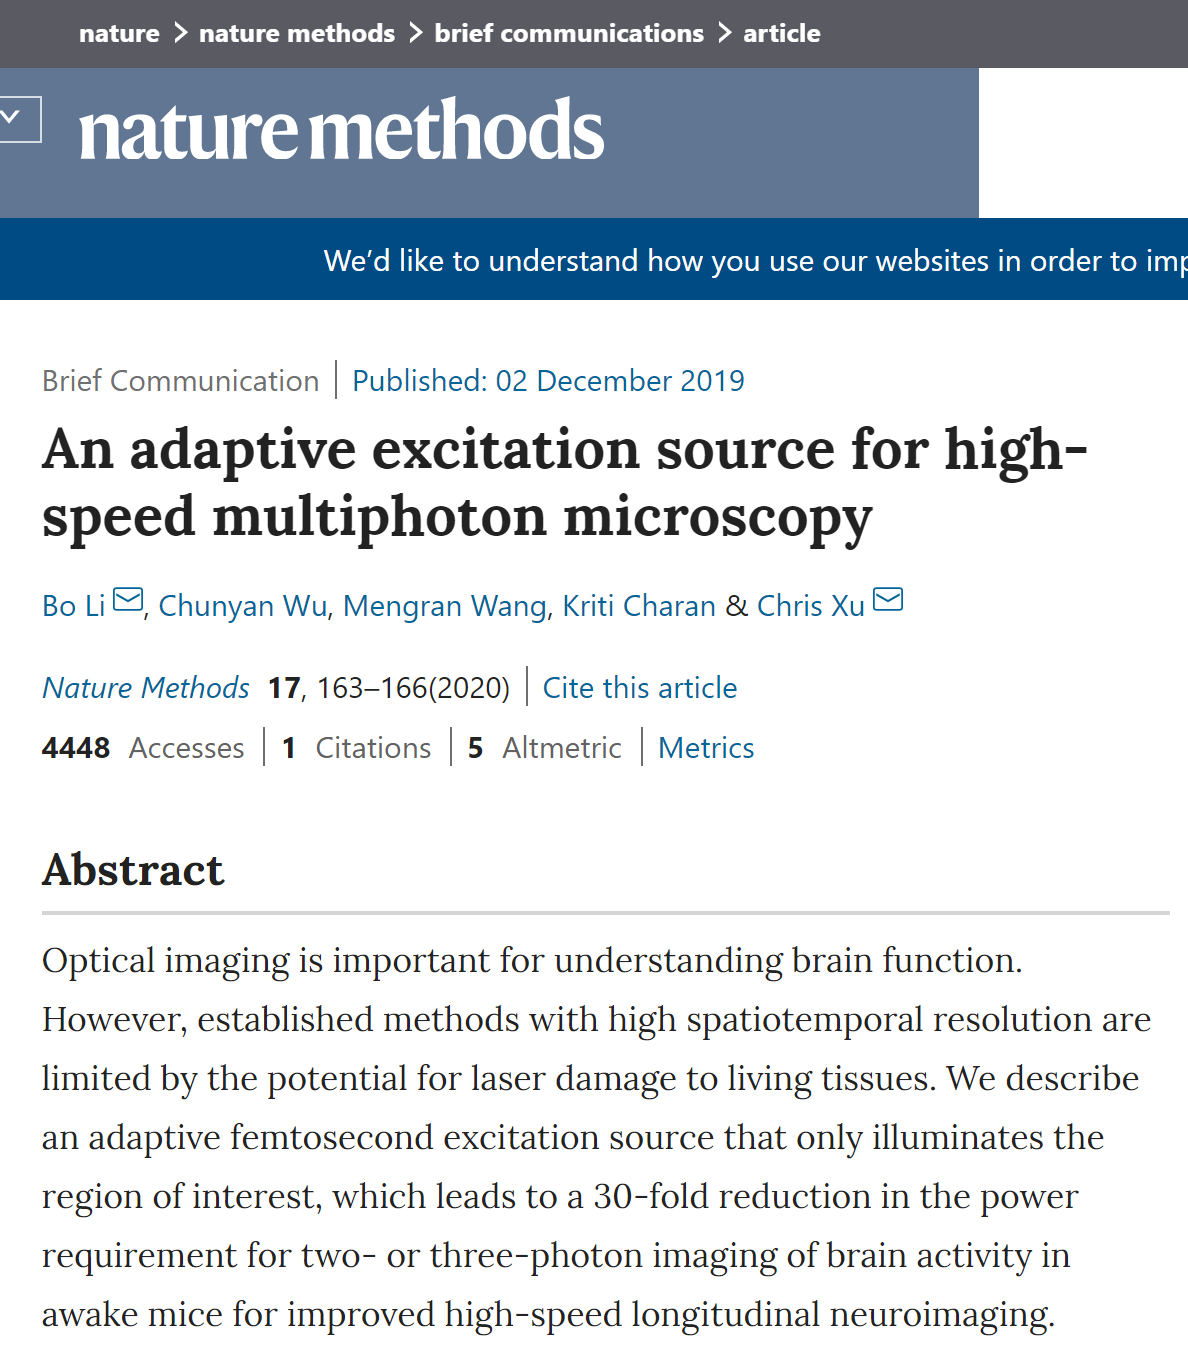 nature > nature methods > brief communications > article
nature methods
We’d like to understand how you use our websites in order to imp
Brief Communication | Published: 02 December 2019
An adaptive excitation source for high-
speed multiphoton microscopy
Bo Li, Chunyan Wu, Mengran Wang, Kriti Charan & Chris Xu
Nature Methods 17, 163–166(2020) | Cite this article
4448 Accesses | 1 Citations | 5 Altmetric | Metrics
Abstract
Optical imaging is important for understanding brain function.
However, established methods with high spatiotemporal resolution are
limited by the potential for laser damage to living tissues. We describe
an adaptive femtosecond excitation source that only illuminates the
region of interest, which leads to a 30-fold reduction in the power
requirement for two- or three-photon imaging of brain activity in
awake mice for improved high-speed longitudinal neuroimaging.